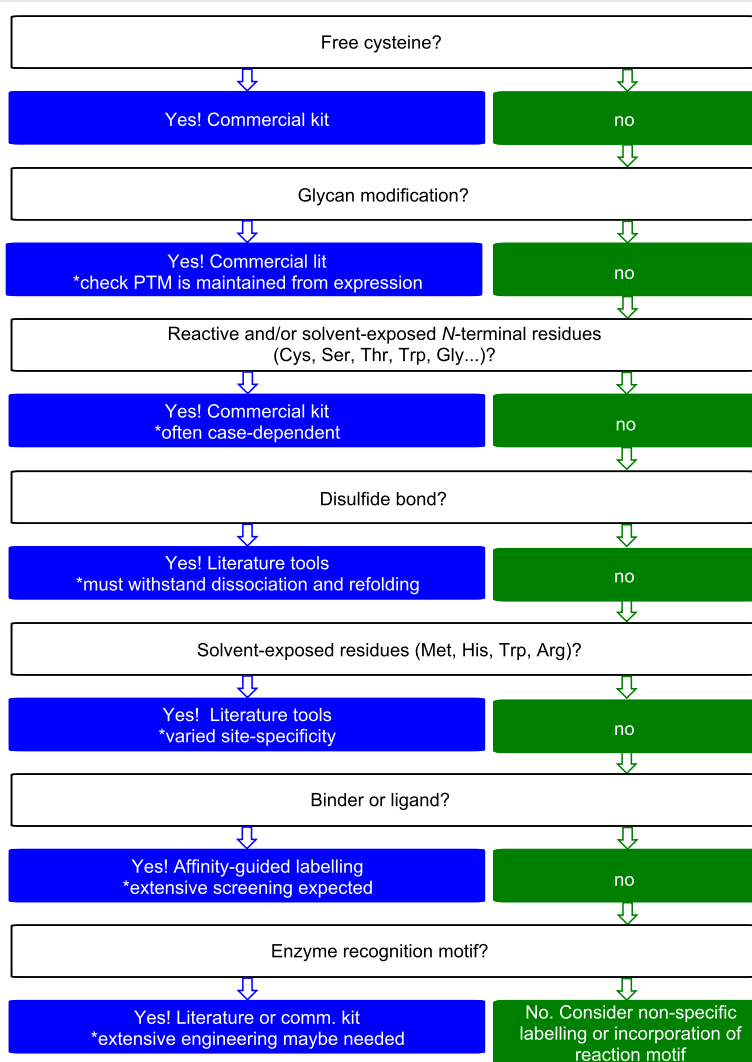 Free cysteine?
Yes! Commercial kit
no
Glycan modification?
Yes! Commercial lit
*check PTM is maintained from expression
no
Reactive and/or solvent-exposed N-terminal residues
(Cys, Ser, Thr, Trp, Gly...)?
Yes! Commercial kit
*often case-dependent
no
Disulfide bond?
Yes! Literature tools
*must withstand dissociation and refolding
no
Solvent-exposed residues (Met, His, Trp, Arg)?
Yes!  Literature tools
*varied site-specificity
no
Binder or ligand?
Yes! Affinity-guided labelling
*extensive screening expected
no
Enzyme recognition motif?
Yes! Literature or comm. kit
*extensive engineering maybe needed
No. Consider non-specific
labelling or incorporation of
reaction motif